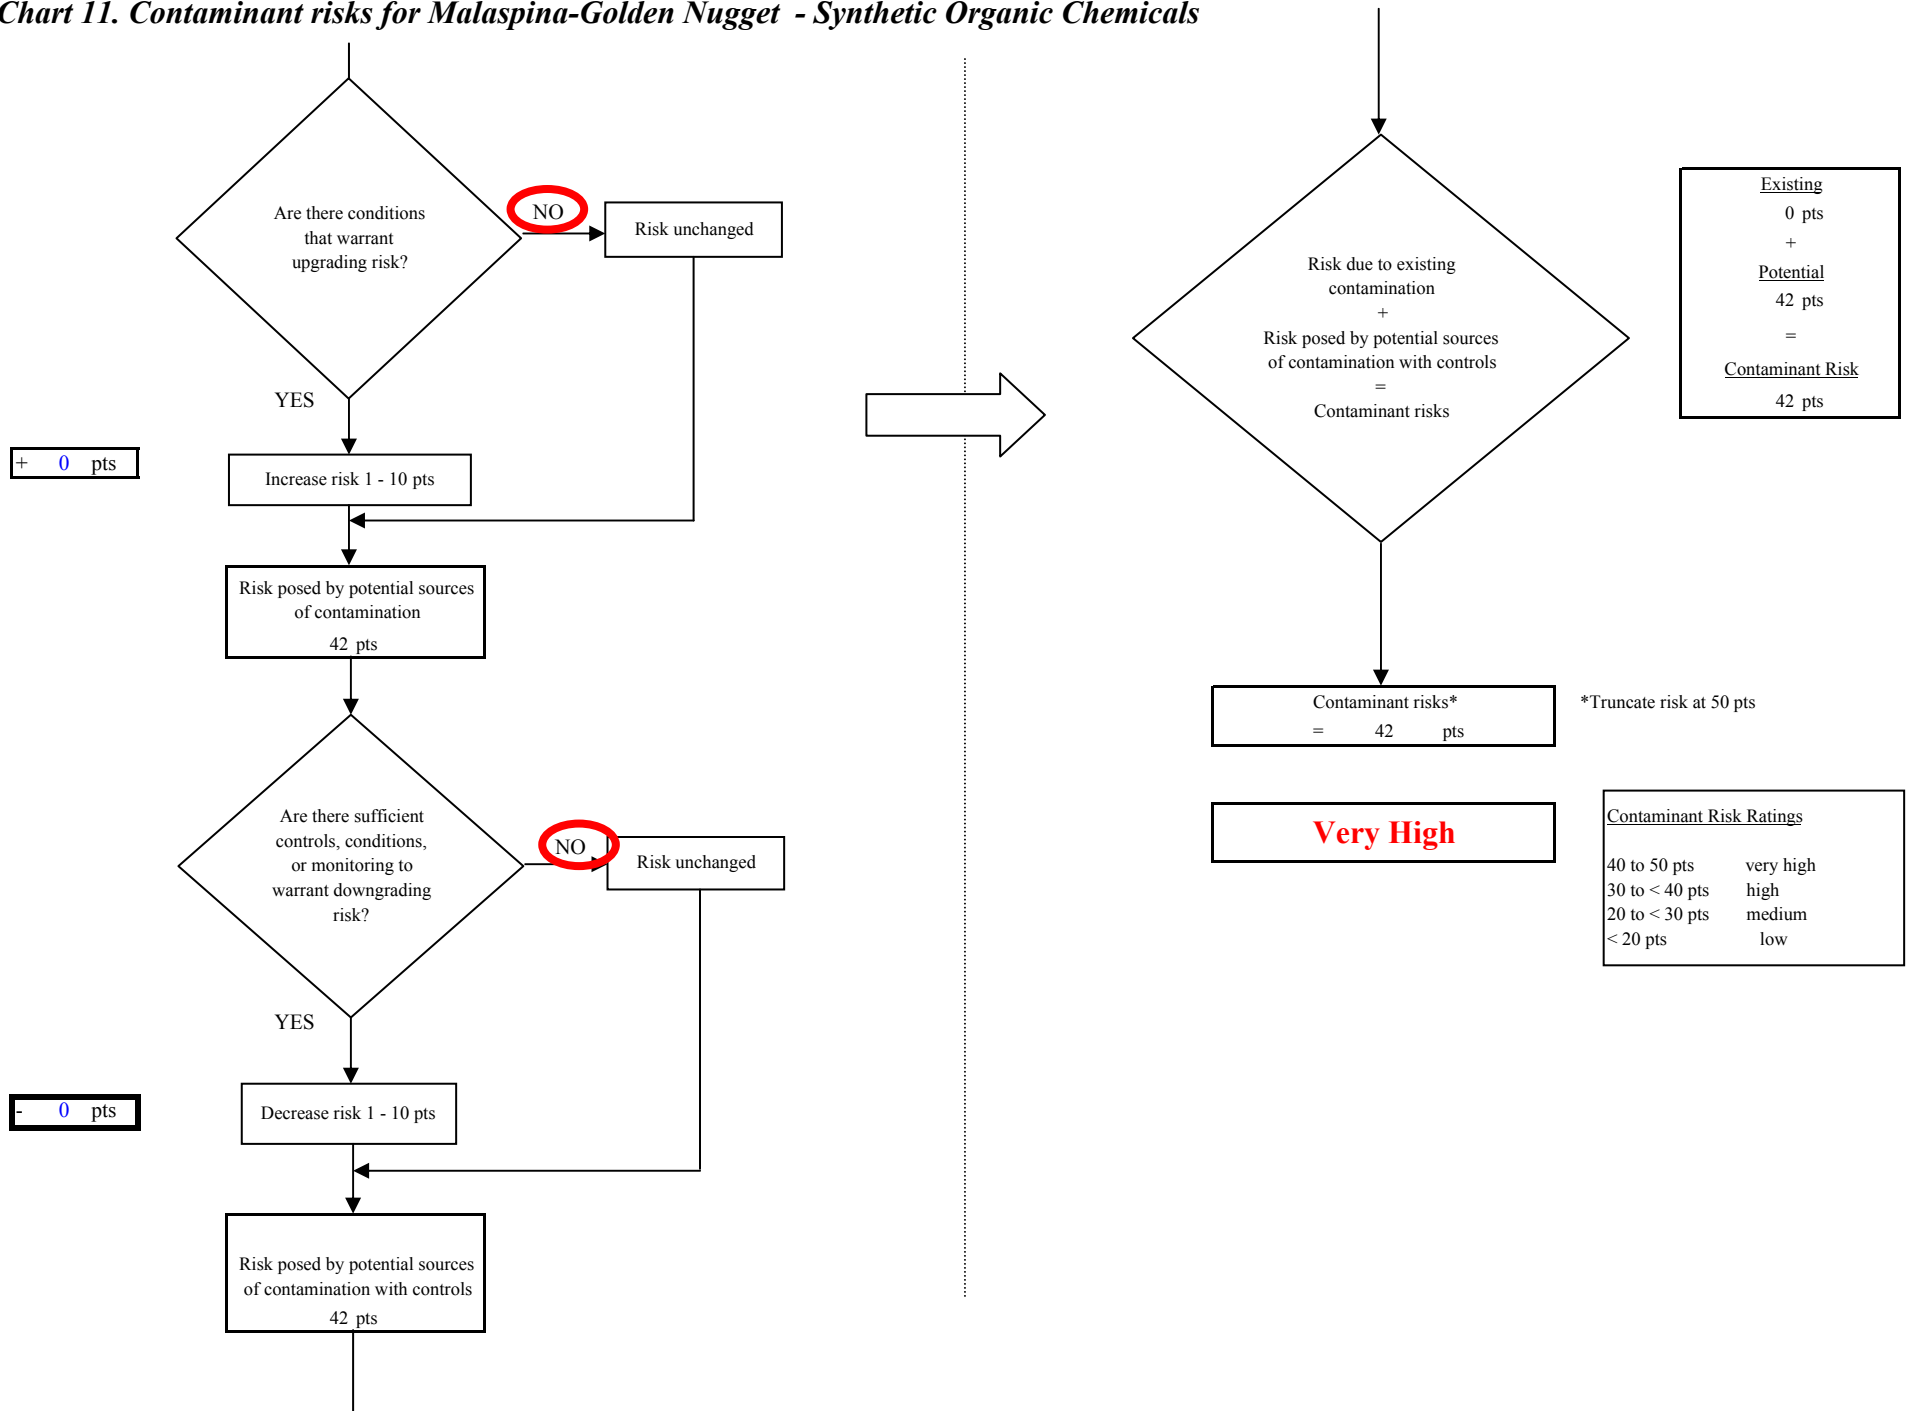 Chart 11. Contaminant risks for Malaspina-Golden Nugget - Synthetic Organic Chemicals
Are there conditions
that warrant
upgrading risk?
NO
Risk unchanged
YES
+ 0 pts
Increase risk 1 - 10 pts
Risk posed by potential sources
of contamination
42 pts
Are there sufficient
controls, conditions,
or monitoring to
warrant downgrading
risk?
NO
Risk unchanged
YES
- 0 pts
Decrease risk 1 - 10 pts
Risk posed by potential sources
of contamination with controls
42 pts
Risk due to existing
contamination
+
Risk posed by potential sources
of contamination with controls
=
Contaminant risks
Existing
0 pts
+
Potential
42 pts
=
Contaminant Risk
42 pts
Contaminant risks*
= 42 pts
*Truncate risk at 50 pts
Very High
Contaminant Risk Ratings
40 to 50 pts very high
30 to < 40 pts high
20 to < 30 pts medium
< 20 pts low